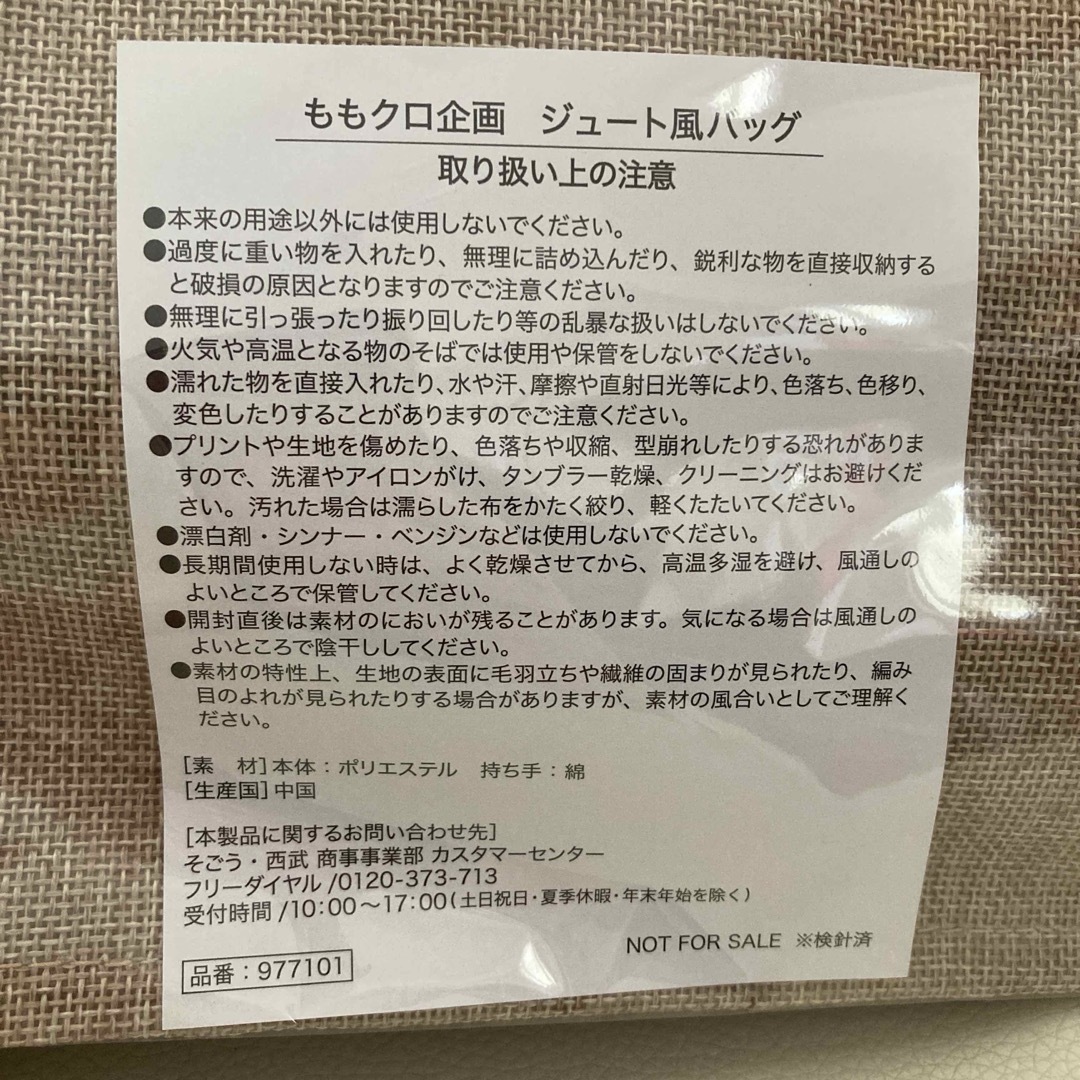 ももクロ企画　ジュート風バッグ
取り扱い上の注意
●本来の用途以外には使用しないでください。
●過度に重い物を入れたり、無理に詰め込んだり、鋭利な物を直接収納する
と破損の原因となりますのでご注意ください。
●無理に引っ張ったり振り回したり等の乱暴な扱いはしないでください。
●火気や高温となる物のそばでは使用や保管をしないでください。
●濡れた物を直接入れたり、水や汗、摩擦や直射日光等により、色落ち、色移り、
変色したりすることがありますのでご注意ください。
●プリントや生地を傷めたり、色落ちや収縮、型崩れしたりする恐れがありま
すので、洗濯やアイロンがけ、タンブラー乾燥、クリーニングはお避けくだ
さい。汚れた場合は濡らした布をかたく絞り、軽くたたいてください。
●漂白剤・シンナー・ベンジンなどは使用しないでください。
●長期間使用しない時は、よく乾燥させてから、高温多湿を避け、風通しの
よいところで保管してください。
●開封直後は素材のにおいが残ることがあります。気になる場合は風通しの
よいところで陰干ししてください。
●素材の特性上、生地の表面に毛羽立ちや繊維の固まりが見られたり、編み
目のよれが見られたりする場合がありますが、素材の風合いとしてご理解く
ださい。
[素　材]本体：ポリエステル　持ち手：綿
[生産国]中国
[本製品に関するお問い合わせ先]
そごう・西武 商事事業部 カスタマーセンター
フリーダイヤル/0120-373-713
受付時間/10：00〜17：00(土日祝日・夏季休暇・年末年始を除く)
NOT FOR SALE ※検針済
品番：977101